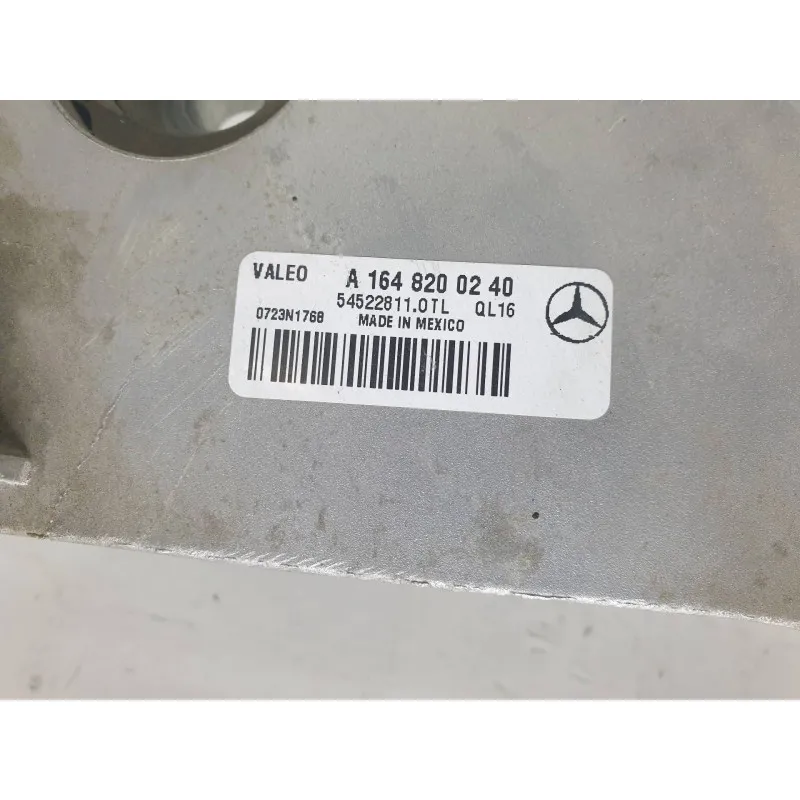 VALEO A 164 820 02 40
54522811.0TL QL16
0723N1768 MADE IN MEXICO